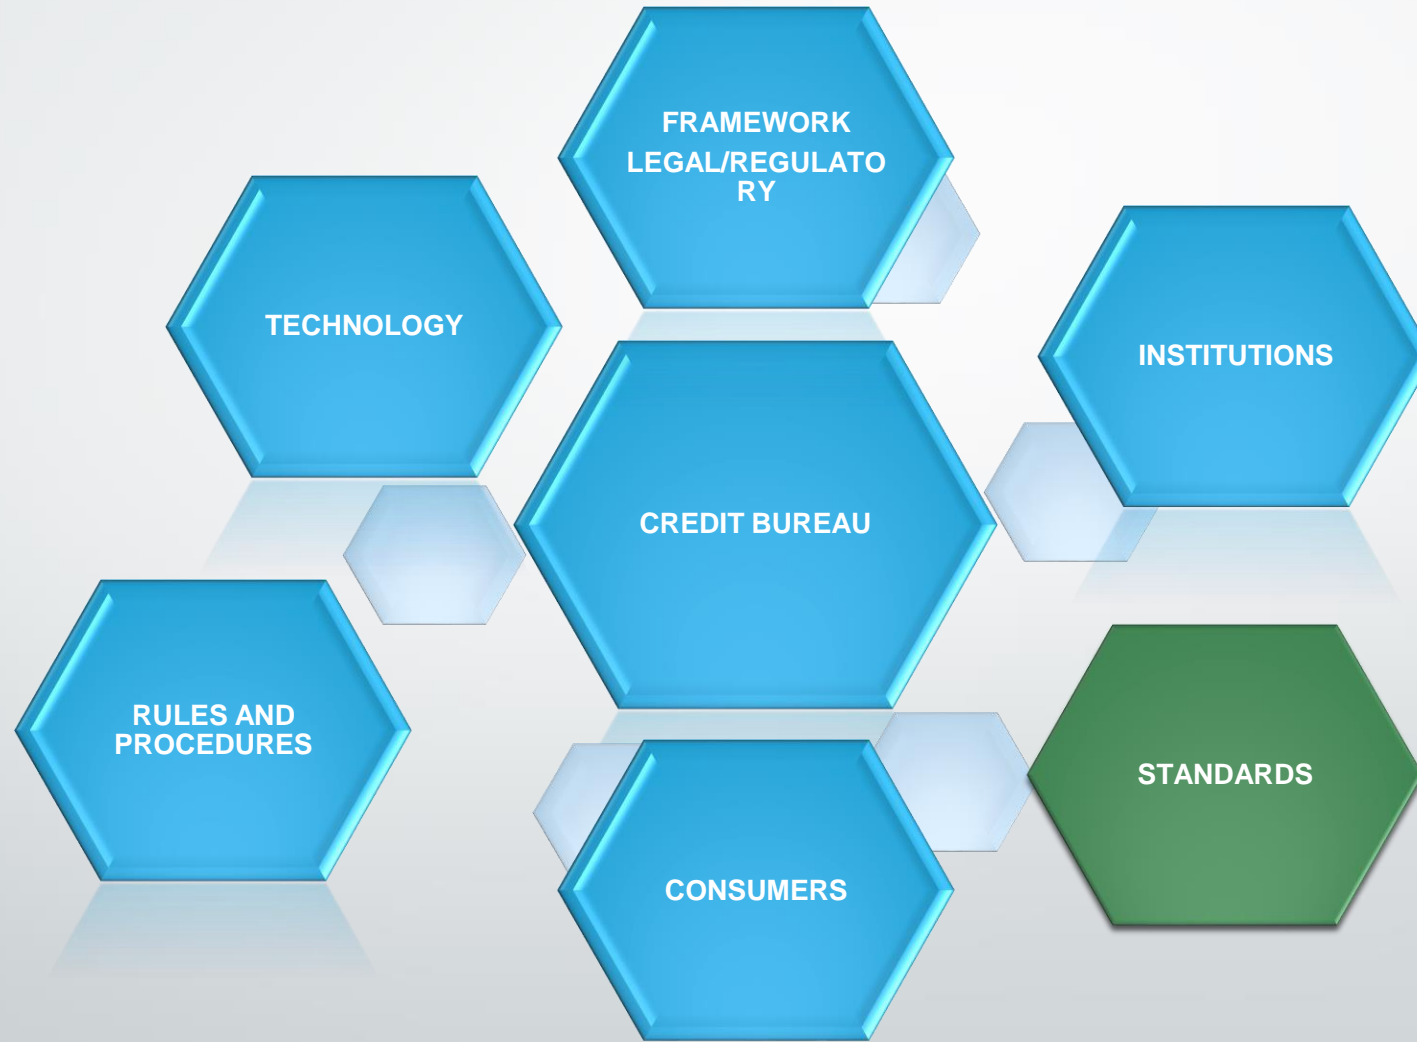 FRAMEWORK
LEGAL/REGULATO
RY
TECHNOLOGY
INSTITUTIONS
CREDIT BUREAU
RULES AND
PROCEDURES
STANDARDS
CONSUMERS